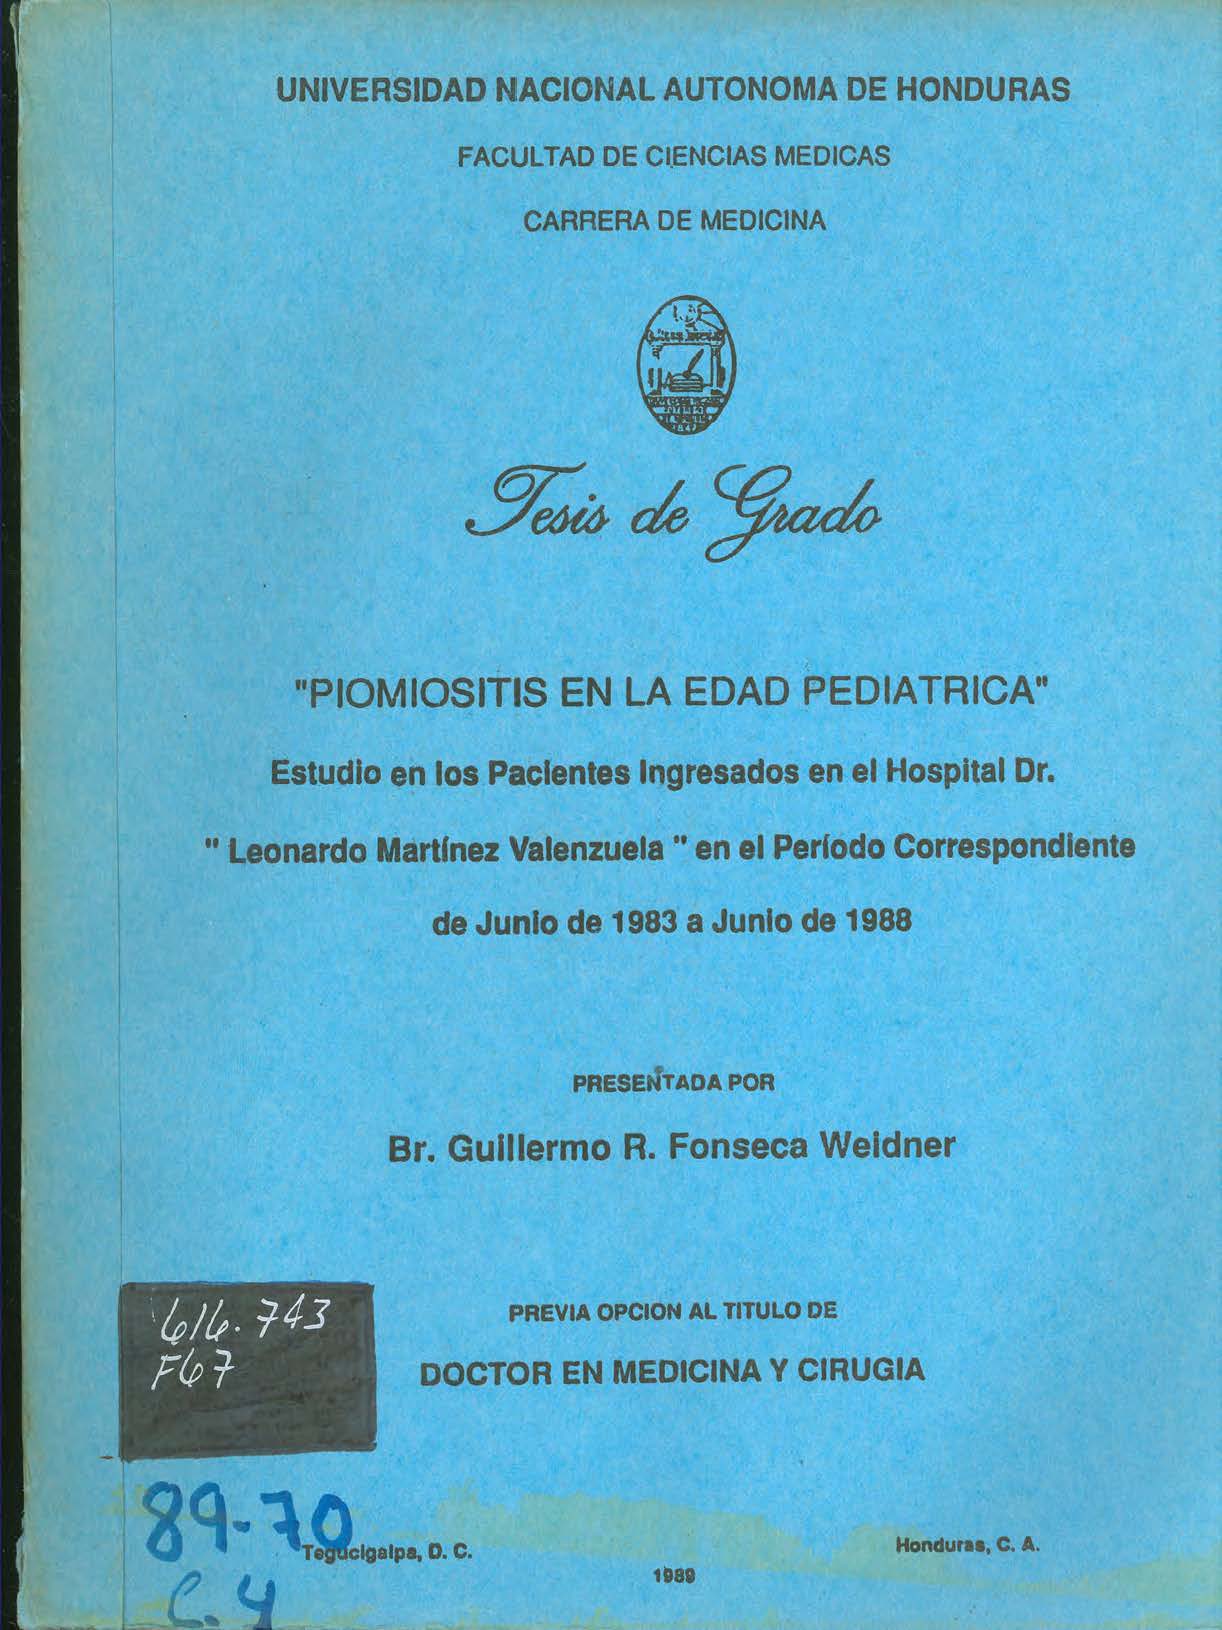 UNIVERSIDAD NACIONAL AUTONOMA DE HONDURAS
FACULTAD DE CIENCIAS MEDICAS
CARRERA DE MEDICINA
1847
Tesis de Grado
"PIOMIOSITIS EN LA EDAD PEDIATRICA"
Estudio en los Pacientes Ingresados en el Hospital Dr.
" Leonardo Martínez Valenzuela " en el Período Correspondiente
de Junio de 1983 a Junio de 1988
PRESENTADA POR
Br. Guillermo R. Fonseca Weidner
616.743
F67
PREVIA OPCION AL TITULO DE
DOCTOR EN MEDICINA Y CIRUGIA
89-70
C.4
Tegucigalpa, D. C.
Honduras, C. A.
1989